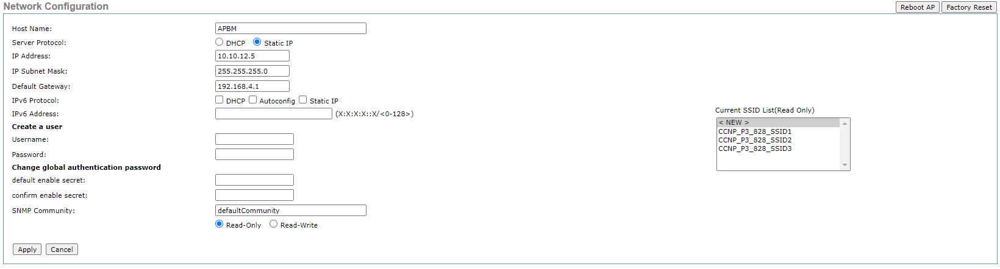 Network Configuration
Reboot AP Factory Reset
Host Name: APBM
Server Protocol: DHCP Static IP
IP Address: 10.10.12.5
IP Subnet Mask: 255.255.255.0
Default Gateway: 192.168.4.1
IPv6 Protocol: DHCP Autoconfig Static IP
IPv6 Address: (X:X:X:X::X/<0-128>)
Create a user
Username:
Password:
Change global authentication password
default enable secret:
confirm enable secret:
SNMP Community: defaultCommunity
Read-Only Read-Write
Apply Cancel
Current SSID List(Read Only)
< NEW >
CCNP_P3_828_SSID1
CCNP_P3_828_SSID2
CCNP_P3_828_SSID3